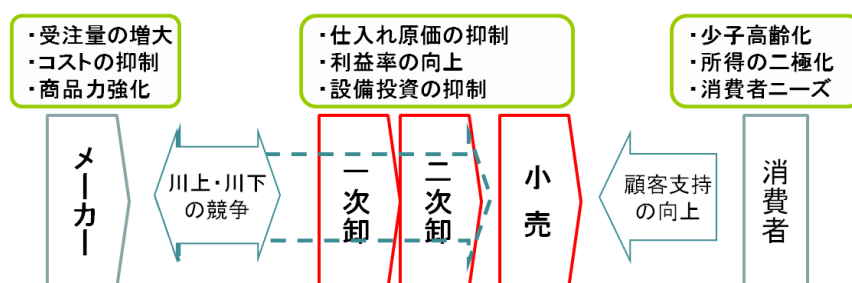 ・受注量の増大
・コストの抑制
・商品力強化
・仕入れ原価の抑制
・利益率の向上
・設備投資の抑制
・少子高齢化
・所得の二極化
・消費者ニーズ
メーカー
川上・川下
の競争
一次卸
二次卸
小売
顧客支持
の向上
消費者